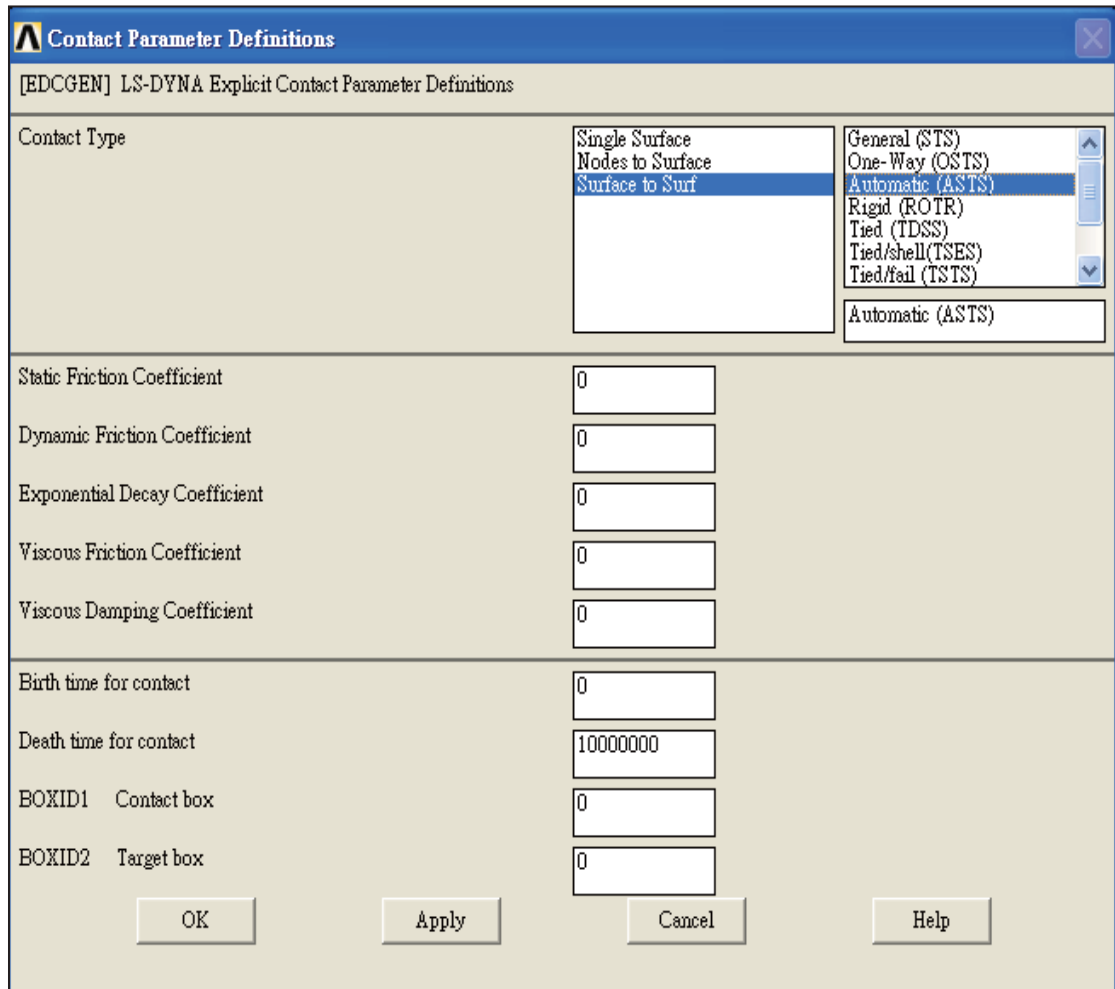 Contact Parameter Definitions
[EDCGEN] LS-DYNA Explicit Contact Parameter Definitions
Contact Type
Single Surface
Nodes to Surface
Surface to Surf
General (STS)
One-Way (OSTS)
Automatic (ASTS)
Rigid (ROTR)
Tied (TDSS)
Tied/shell(TSES)
Tied/fail (TSTS)
Automatic (ASTS)
Static Friction Coefficient 0
Dynamic Friction Coefficient 0
Exponential Decay Coefficient 0
Viscous Friction Coefficient 0
Viscous Damping Coefficient 0
Birth time for contact 0
Death time for contact 10000000
BOXID1 Contact box 0
BOXID2 Target box 0
OK Apply Cancel Help